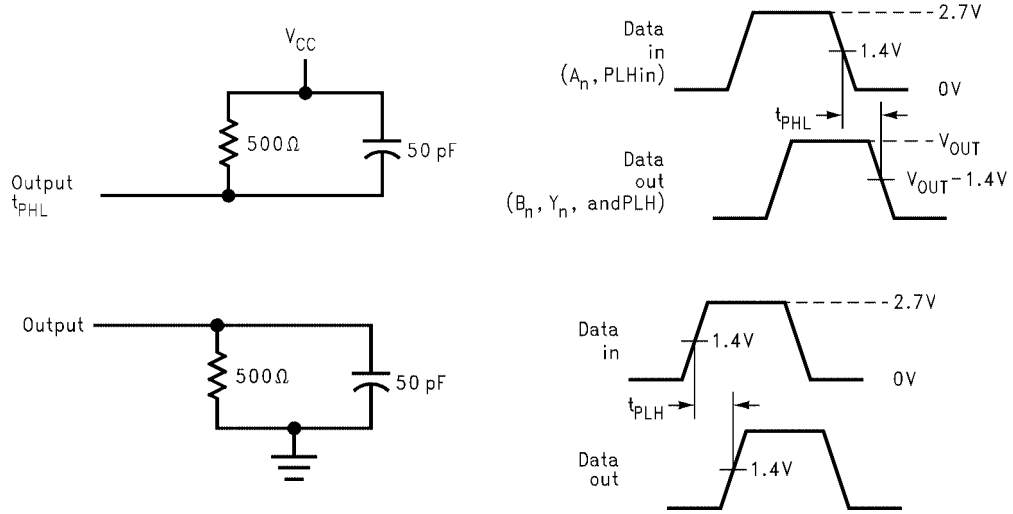 V_CC
500Ω
50 pF
Output
t_PHL
Data
in
(A_n, PLHin)
2.7V
1.4V
0V
t_PHL
Data
out
(B_n, Y_n, andPLH)
V_OUT
V_OUT-1.4V
Output
500Ω
50 pF
Data
in
2.7V
1.4V
0V
t_PLH
Data
out
1.4V